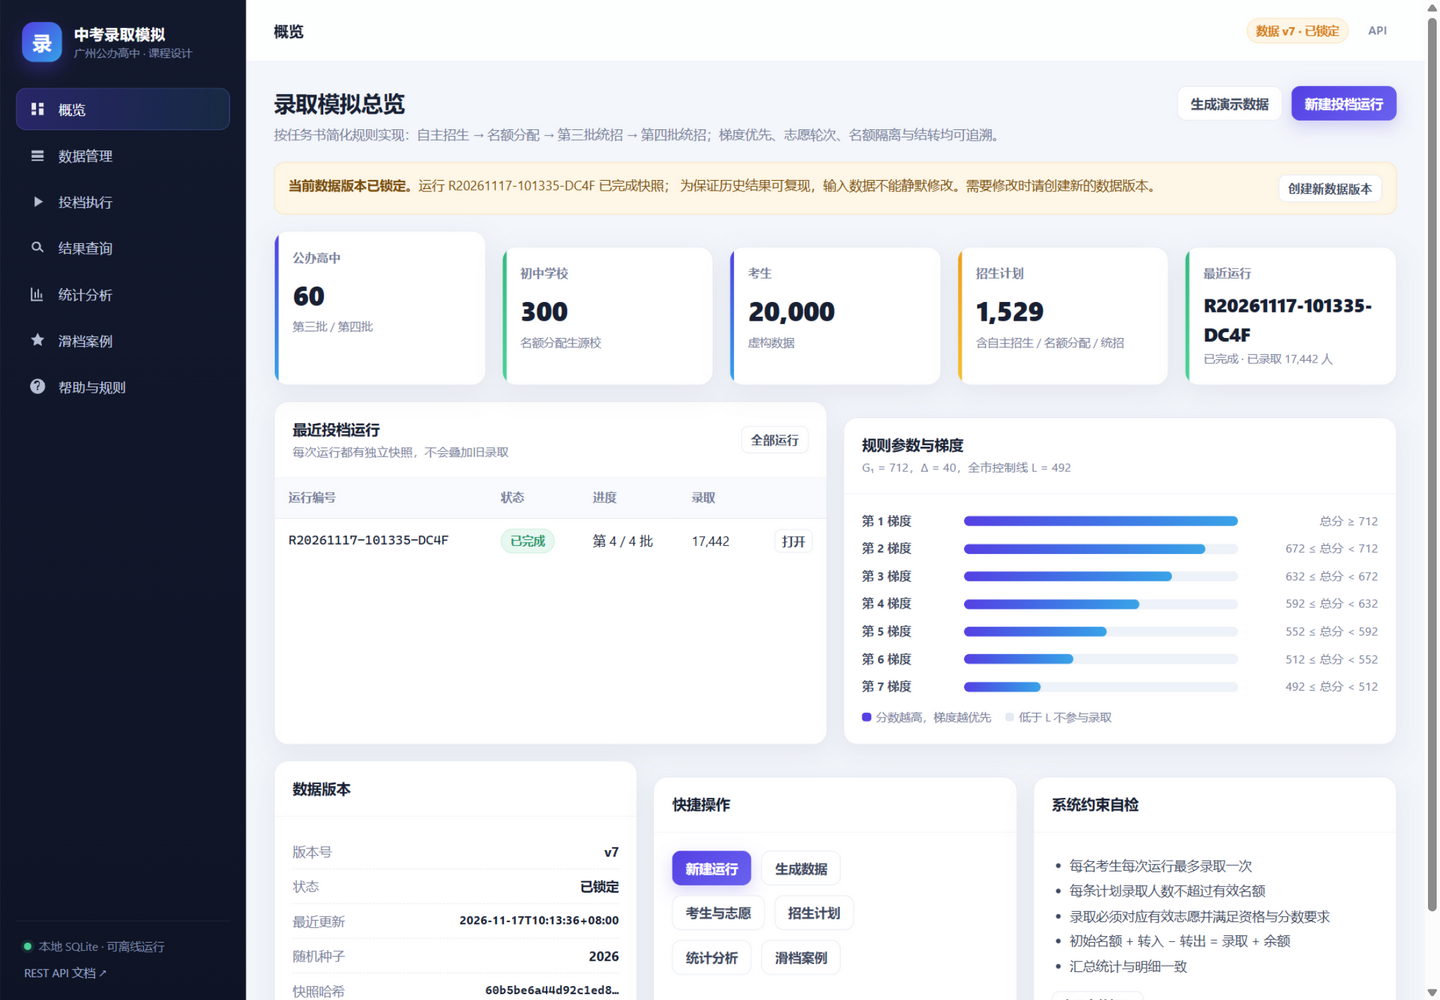 录
中考录取模拟
广州公办高中 · 课程设计
概览
数据管理
投档执行
结果查询
统计分析
滑档案例
帮助与规则
本地 SQLite · 可离线运行
REST API 文档 ↗
概览
数据 v7 · 已锁定
API
录取模拟总览
按任务书简化规则实现：自主招生 → 名额分配 → 第三批统招 → 第四批统招；梯度优先、志愿轮次、名额隔离与结转均可追溯。
生成演示数据
新建投档运行
当前数据版本已锁定。运行 R20261117-101335-DC4F 已完成快照； 为保证历史结果可复现，输入数据不能静默修改。需要修改时请创建新的数据版本。
创建新数据版本
公办高中
60
第三批 / 第四批
初中学校
300
名额分配生源校
考生
20,000
虚构数据
招生计划
1,529
含自主招生 / 名额分配 / 统招
最近运行
R20261117-101335-
DC4F
已完成 · 已录取 17,442 人
最近投档运行
每次运行都有独立快照，不会叠加旧录取
全部运行
运行编号 状态 进度 录取
R20261117-101335-DC4F 已完成 第 4 / 4 批 17,442 打开
规则参数与梯度
G₁ = 712，Δ = 40，全市控制线 L = 492
第 1 梯度 总分 ≥ 712
第 2 梯度 672 ≤ 总分 < 712
第 3 梯度 632 ≤ 总分 < 672
第 4 梯度 592 ≤ 总分 < 632
第 5 梯度 552 ≤ 总分 < 592
第 6 梯度 512 ≤ 总分 < 552
第 7 梯度 492 ≤ 总分 < 512
分数越高，梯度越优先 低于 L 不参与录取
数据版本
版本号 v7
状态 已锁定
最近更新 2026-11-17T10:13:36+08:00
随机种子 2026
快照哈希 60b5be6a44d92c1ed8…
快捷操作
新建运行 生成数据
考生与志愿 招生计划
统计分析 滑档案例
系统约束自检
• 每名考生每次运行最多录取一次
• 每条计划录取人数不超过有效名额
• 录取必须对应有效志愿并满足资格与分数要求
• 初始名额 + 转入 − 转出 = 录取 + 余额
• 汇总统计与明细一致